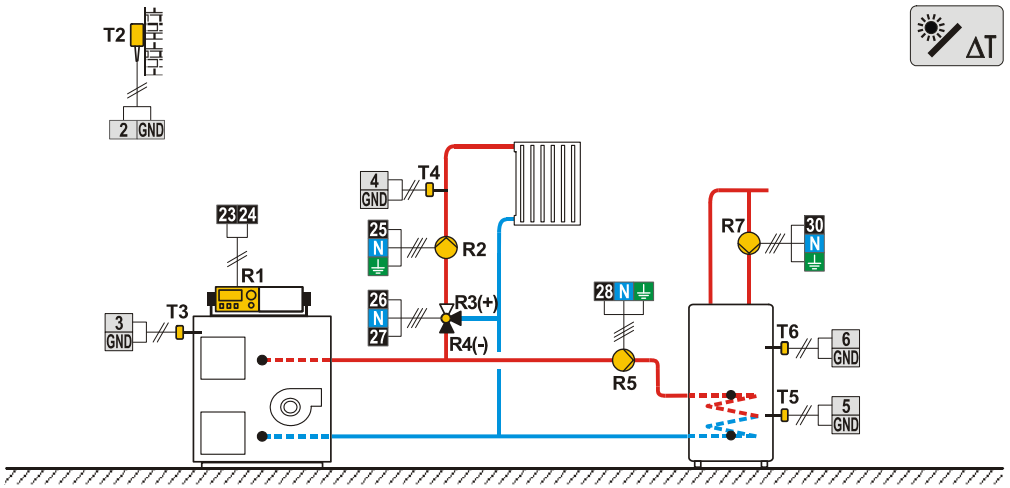 T2
2 GND
ΔT
4
GND
T4
23 24
25
N
R2
R7
30
N
R1
26
N
27
R3(+)
R4(-)
28 N
3
GND
T3
R5
T6
6
GND
T5
5
GND